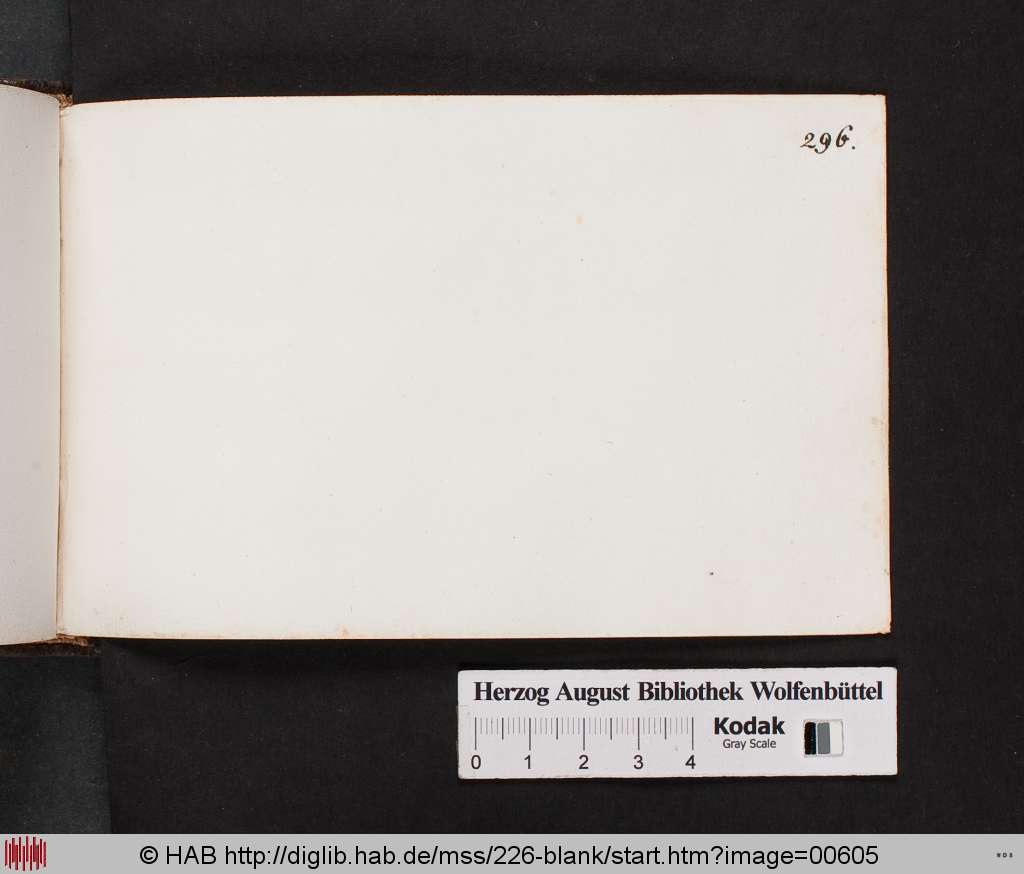 296.
Herzog August Bibliothek Wolfenbüttel
Kodak
Gray Scale
0 1 2 3 4
© HAB http://diglib.hab.de/mss/226-blank/start.htm?image=00605
WDB